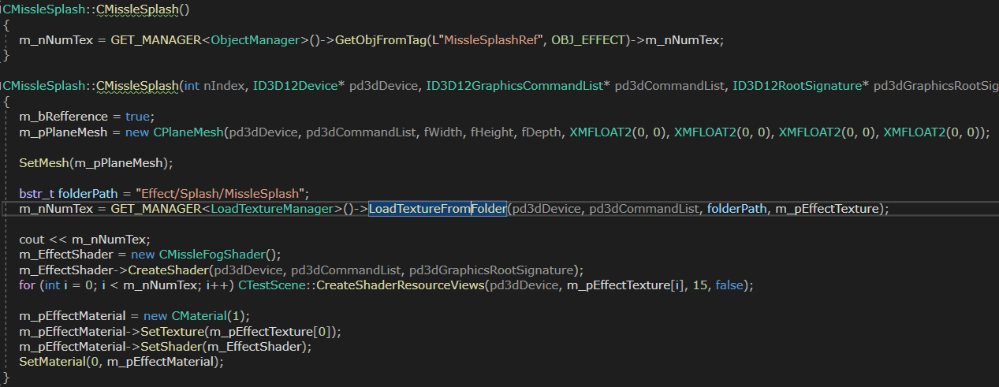 CMissleSplash::CMissleSplash()
{
m_nNumTex = GET_MANAGER<ObjectManager>()->GetObjFromTag(L"MissleSplashRef", OBJ_EFFECT)->m_nNumTex;
}
CMissleSplash::CMissleSplash(int nIndex, ID3D12Device* pd3dDevice, ID3D12GraphicsCommandList* pd3dCommandList, ID3D12RootSignature* pd3dGraphicsRootSig
{
m_bRefference = true;
m_pPlaneMesh = new CPlaneMesh(pd3dDevice, pd3dCommandList, fWidth, fHeight, fDepth, XMFLOAT2(0, 0), XMFLOAT2(0, 0), XMFLOAT2(0, 0), XMFLOAT2(0, 0));
SetMesh(m_pPlaneMesh);
bstr_t folderPath = "Effect/Splash/MissleSplash";
m_nNumTex = GET_MANAGER<LoadTextureManager>()->LoadTextureFromFolder(pd3dDevice, pd3dCommandList, folderPath, m_pEffectTexture);
cout << m_nNumTex;
m_EffectShader = new CMissleFogShader();
m_EffectShader->CreateShader(pd3dDevice, pd3dCommandList, pd3dGraphicsRootSignature);
for (int i = 0; i < m_nNumTex; i++) CTestScene::CreateShaderResourceViews(pd3dDevice, m_pEffectTexture[i], 15, false);
m_pEffectMaterial = new CMaterial(1);
m_pEffectMaterial->SetTexture(m_pEffectTexture[0]);
m_pEffectMaterial->SetShader(m_EffectShader);
SetMaterial(0, m_pEffectMaterial);
}